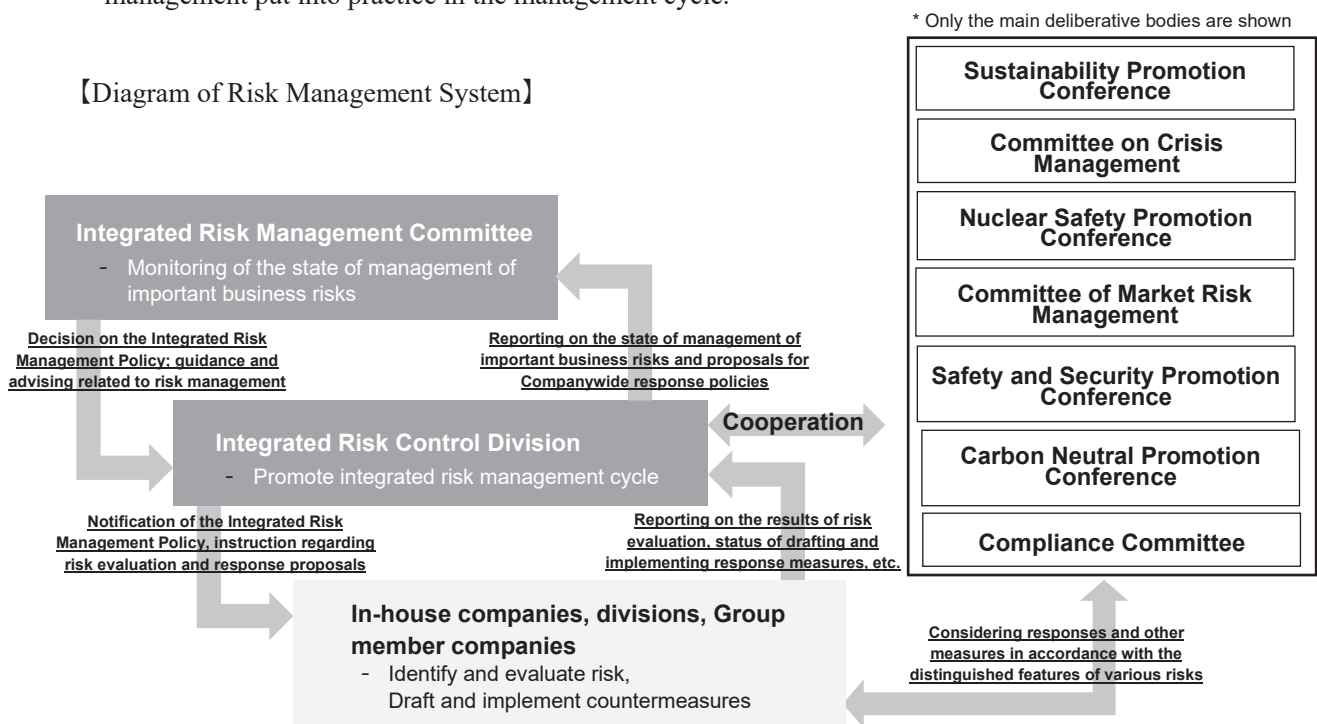 management put into practice in the management cycle.
* Only the main deliberative bodies are shown
【Diagram of Risk Management System】
Sustainability Promotion
Conference
Committee on Crisis
Management
Nuclear Safety Promotion
Conference
Committee of Market Risk
Management
Safety and Security Promotion
Conference
Carbon Neutral Promotion
Conference
Compliance Committee
Integrated Risk Management Committee
- Monitoring of the state of management of
important business risks
Decision on the Integrated Risk
Management Policy; guidance and
advising related to risk management
Reporting on the state of management of
important business risks and proposals for
Companywide response policies
Integrated Risk Control Division
- Promote integrated risk management cycle
Cooperation
Notification of the Integrated Risk
Management Policy, instruction regarding
risk evaluation and response proposals
Reporting on the results of risk
evaluation, status of drafting and
implementing response measures, etc.
In-house companies, divisions, Group
member companies
- Identify and evaluate risk,
Draft and implement countermeasures
Considering responses and other
measures in accordance with the
distinguished features of various risks